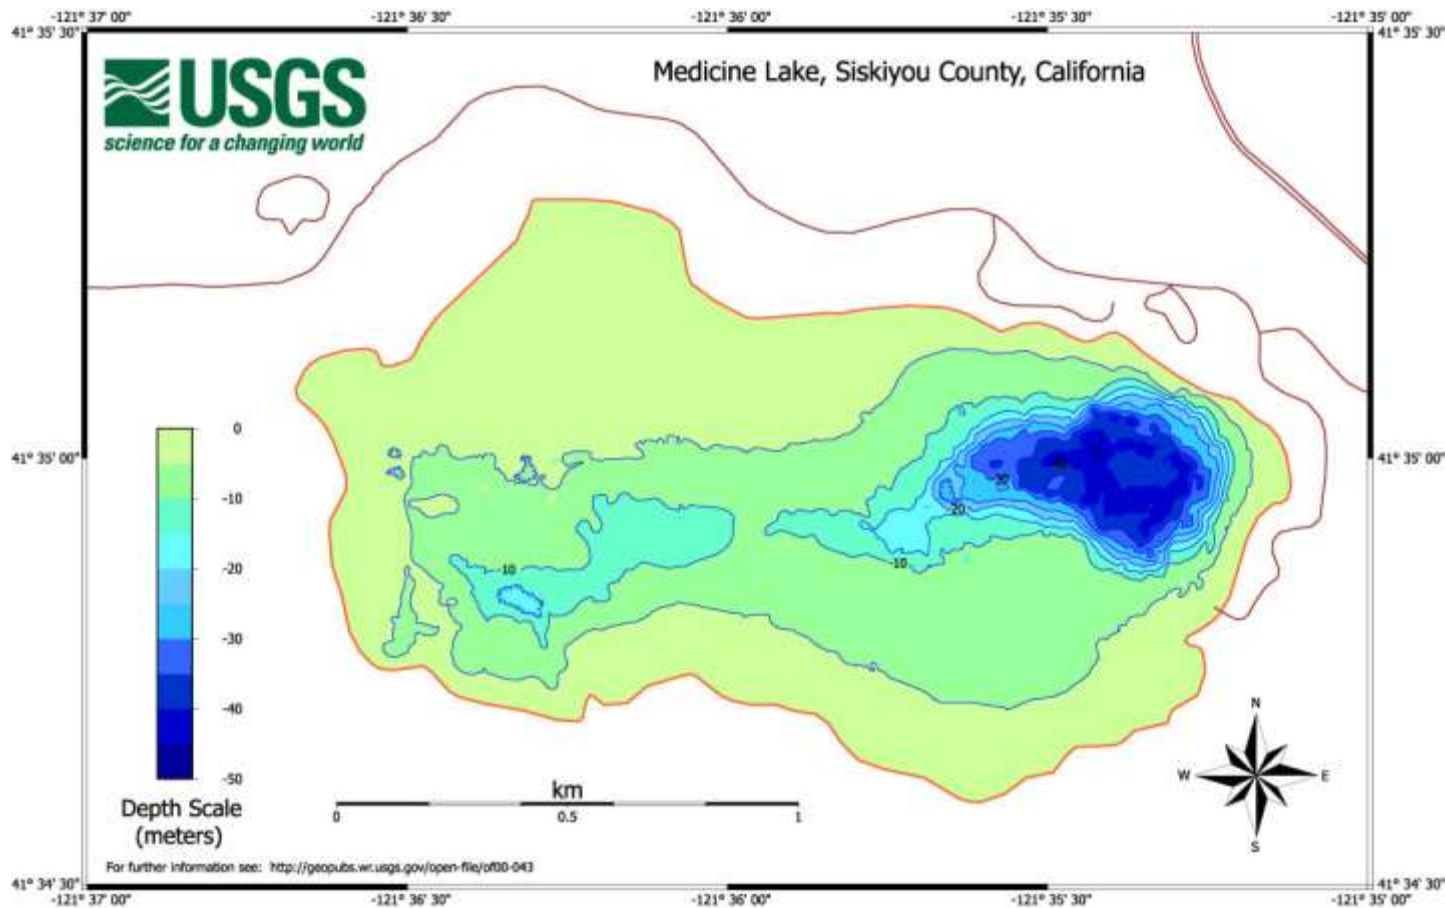 -121° 37' 00" -121° 36' 30" -121° 36' 00" -121° 35' 30" -121° 35' 00"
41° 35' 30" 41° 35' 30"
Medicine Lake, Siskiyou County, California
USGS
science for a changing world
0
41° 35' 00" 41° 35' 00"
-30
-10
-20
-10
-10
-20
-30
-40
-50
N
W E
S
km
0 0.5 1
Depth Scale
(meters)
For further information see: http://geopubs.wr.usgs.gov/open-file/of00-043
41° 34' 30" 41° 34' 30"
-121° 37' 00" -121° 36' 30" -121° 36' 00" -121° 35' 30" -121° 35' 00"